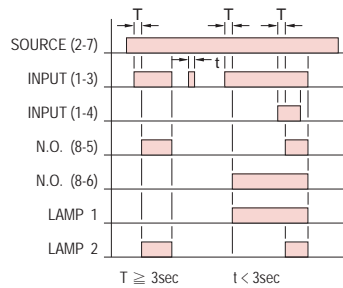 T T T
SOURCE (2-7)
INPUT (1-3)
t
INPUT (1-4)
N.O. (8-5)
N.O. (8-6)
LAMP 1
LAMP 2
T ≧ 3sec t < 3sec